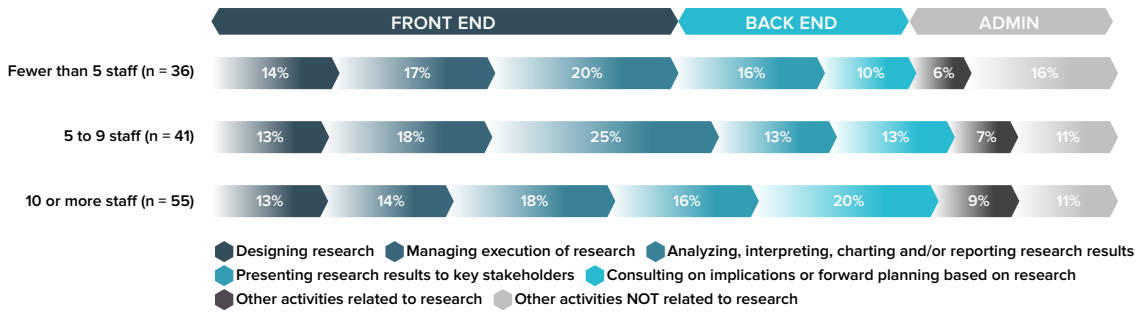 FRONT END BACK END ADMIN
Fewer than 5 staff (n = 36) 14% 17% 20% 16% 10% 6% 16%
5 to 9 staff (n = 41) 13% 18% 25% 13% 13% 7% 11%
10 or more staff (n = 55) 13% 14% 18% 16% 20% 9% 11%
Designing research Managing execution of research Analyzing, interpreting, charting and/or reporting research results
Presenting research results to key stakeholders Consulting on implications or forward planning based on research
Other activities related to research Other activities NOT related to research